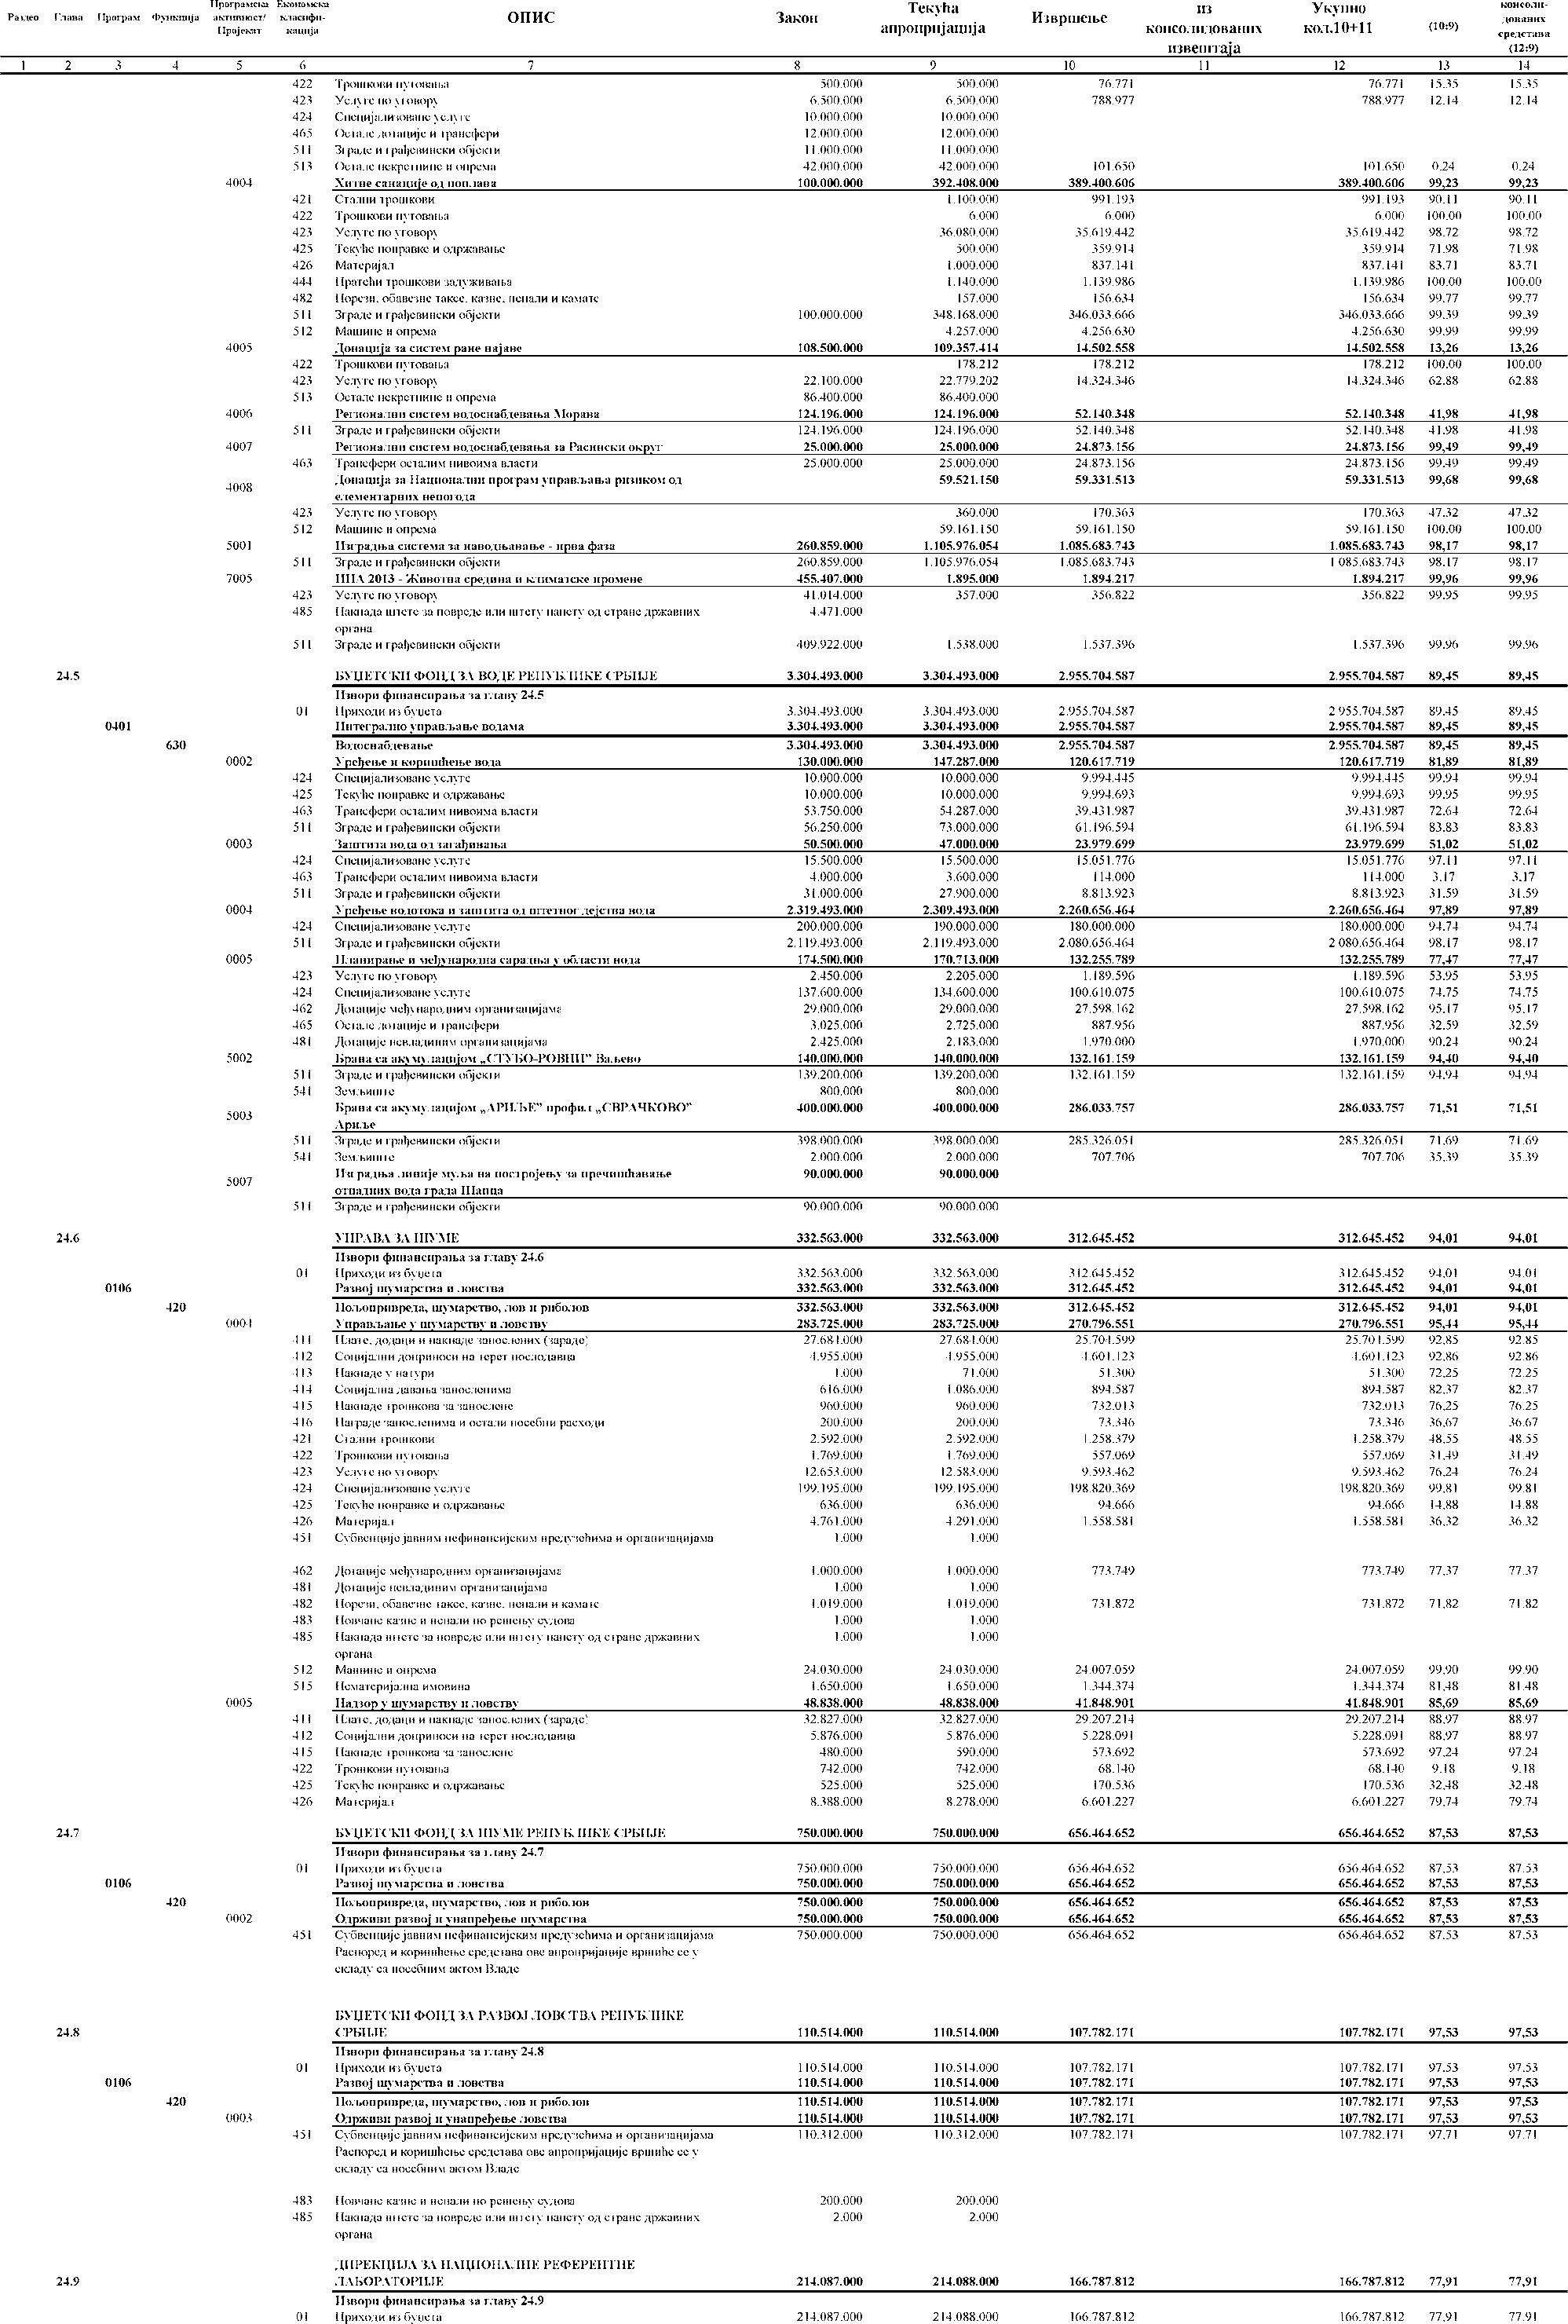 Раздео Глава Програм Функција Програмска активност/ Пројекат Економска класифи- кација ОПИС Закон Текућа апропријација Извршење из консолидованих извештаја Укупно кол.10+11 (10:9) консоли- дованих средстава (12:9)
1 2 3 4 5 6 7 8 9 10 11 12 13 14
422 Трошкови путовања 500.000 500.000 76.771 76.771 15,35 15,35
423 Услуге по уговору 6.500.000 6.500.000 788.977 788.977 12,14 12,14
424 Специјализоване услуге 10.000.000 10.000.000
465 Остале дотације и трансфери 12.000.000 12.000.000
511 Зграде и грађевински објекти 11.000.000 11.000.000
513 Остале некретнине и опрема 42.000.000 42.000.000 101.650 101.650 0,24 0,24
4004 Хитне санације од поплава 100.000.000 392.408.000 389.400.606 389.400.606 99,23 99,23
421 Стални трошкови 1.100.000 991.193 991.193 90,11 90,11
422 Трошкови путовања 6.000 6.000 6.000 100,00 100,00
423 Услуге по уговору 36.080.000 35.619.442 35.619.442 98,72 98,72
425 Текуће поправке и одржавање 500.000 359.914 359.914 71,98 71,98
426 Материјал 1.000.000 837.141 837.141 83,71 83,71
444 Пратећи трошкови задуживања 1.140.000 1.139.986 1.139.986 100,00 100,00
482 Порези, обавезне таксе, казне, пенали и камате 157.000 156.634 156.634 99,77 99,77
511 Зграде и грађевински објекти 100.000.000 348.168.000 346.033.666 346.033.666 99,39 99,39
512 Машине и опрема 4.257.000 4.256.630 4.256.630 99,99 99,99
4005 Донација за систем ране најаве 108.500.000 109.357.414 14.502.558 14.502.558 13,26 13,26
422 Трошкови путовања 178.212 178.212 178.212 100,00 100,00
423 Услуге по уговору 22.100.000 22.779.202 14.324.346 14.324.346 62,88 62,88
513 Остале некретнине и опрема 86.400.000 86.400.000
4006 Регионални систем водоснабдевања Морава 124.196.000 124.196.000 52.140.348 52.140.348 41,98 41,98
511 Зграде и грађевински објекти 124.196.000 124.196.000 52.140.348 52.140.348 41,98 41,98
4007 Регионални систем водоснабдевања за Расински округ 25.000.000 25.000.000 24.873.156 24.873.156 99,49 99,49
463 Трансфери осталим нивоима власти 25.000.000 25.000.000 24.873.156 24.873.156 99,49 99,49
4008 Донација за Национални програм управљања ризиком од 59.521.150 59.331.513 59.331.513 99,68 99,68
елементарних непогода
423 Услуге по уговору 360.000 170.363 170.363 47,32 47,32
512 Машине и опрема 59.161.150 59.161.150 59.161.150 100,00 100,00
5001 Изградња система за наводњавање - прва фаза 260.859.000 1.105.976.054 1.085.683.743 1.085.683.743 98,17 98,17
511 Зграде и грађевински објекти 260.859.000 1.105.976.054 1.085.683.743 1.085.683.743 98,17 98,17
7005 ИПА 2013 - Животна средина и климатске промене 455.407.000 1.895.000 1.894.217 1.894.217 99,96 99,96
423 Услуге по уговору 41.014.000 357.000 356.822 356.822 99,95 99,95
485 Накнада штете за повреде или штету нанету од стране државних 4.471.000
органа
511 Зграде и грађевински објекти 409.922.000 1.538.000 1.537.396 1.537.396 99,96 99,96
24.5 БУЏЕТСКИ ФОНД ЗА ВОДЕ РЕПУБЛИКЕ СРБИЈЕ 3.304.493.000 3.304.493.000 2.955.704.587 2.955.704.587 89,45 89,45
Извори финансирања за главу 24.5
01 Приходи из буџета 3.304.493.000 3.304.493.000 2.955.704.587 2.955.704.587 89,45 89,45
0401 Интегрално управљање водама 3.304.493.000 3.304.493.000 2.955.704.587 2.955.704.587 89,45 89,45
630 Водоснабдевање 3.304.493.000 3.304.493.000 2.955.704.587 2.955.704.587 89,45 89,45
0002 Уређење и коришћење вода 130.000.000 147.287.000 120.617.719 120.617.719 81,89 81,89
424 Специјализоване услуге 10.000.000 10.000.000 9.994.445 9.994.445 99,94 99,94
425 Текуће поправке и одржавање 10.000.000 10.000.000 9.994.693 9.994.693 99,95 99,95
463 Трансфери осталим нивоима власти 53.750.000 54.287.000 39.431.987 39.431.987 72,64 72,64
511 Зграде и грађевински објекти 56.250.000 73.000.000 61.196.594 61.196.594 83,83 83,83
0003 Заштита вода од загађивања 50.500.000 47.000.000 23.979.699 23.979.699 51,02 51,02
424 Специјализоване услуге 15.500.000 15.500.000 15.051.776 15.051.776 97,11 97,11
463 Трансфери осталим нивоима власти 4.000.000 3.600.000 114.000 114.000 3,17 3,17
511 Зграде и грађевински објекти 31.000.000 27.900.000 8.813.923 8.813.923 31,59 31,59
0004 Уређење водотока и заштита од штетног дејства вода 2.319.493.000 2.309.493.000 2.260.656.464 2.260.656.464 97,89 97,89
424 Специјализоване услуге 200.000.000 190.000.000 180.000.000 180.000.000 94,74 94,74
511 Зграде и грађевински објекти 2.119.493.000 2.119.493.000 2.080.656.464 2.080.656.464 98,17 98,17
0005 Планирање и међународна сарадња у области вода 174.500.000 170.713.000 132.255.789 132.255.789 77,47 77,47
423 Услуге по уговору 2.450.000 2.205.000 1.189.596 1.189.596 53,95 53,95
424 Специјализоване услуге 137.600.000 134.600.000 100.610.075 100.610.075 74,75 74,75
462 Дотације међународним организацијама 29.000.000 29.000.000 27.598.162 27.598.162 95,17 95,17
465 Остале дотације и трансфери 3.025.000 2.725.000 887.956 887.956 32,59 32,59
481 Дотације невладиним организацијама 2.425.000 2.183.000 1.970.000 1.970.000 90,24 90,24
5002 Брана са акумулацијом „СТУБО-РОВНИ” Ваљево 140.000.000 140.000.000 132.161.159 132.161.159 94,40 94,40
511 Зграде и грађевински објекти 139.200.000 139.200.000 132.161.159 132.161.159 94,94 94,94
541 Земљиште 800.000 800.000
5003 Брана са акумулацијом „АРИЉЕ” профил „СВРАЧКОВО” 400.000.000 400.000.000 286.033.757 286.033.757 71,51 71,51
Ариље
511 Зграде и грађевински објекти 398.000.000 398.000.000 285.326.051 285.326.051 71,69 71,69
541 Земљиште 2.000.000 2.000.000 707.706 707.706 35,39 35,39
5007 Изградња линије муља на постројењу за пречишћавање 90.000.000 90.000.000
отпадних вода града Шапца
511 Зграде и грађевински објекти 90.000.000 90.000.000
24.6 УПРАВА ЗА ШУМЕ 332.563.000 332.563.000 312.645.452 312.645.452 94,01 94,01
Извори финансирања за главу 24.6
01 Приходи из буџета 332.563.000 332.563.000 312.645.452 312.645.452 94,01 94,01
0106 Развој шумарства и ловства 332.563.000 332.563.000 312.645.452 312.645.452 94,01 94,01
420 Пољопривреда, шумарство, лов и риболов 332.563.000 332.563.000 312.645.452 312.645.452 94,01 94,01
0004 Управљање у шумарству и ловству 283.725.000 283.725.000 270.796.551 270.796.551 95,44 95,44
411 Плате, додаци и накнаде запослених (зараде) 27.684.000 27.684.000 25.704.599 25.704.599 92,85 92,85
412 Социјални доприноси на терет послодавца 4.955.000 4.955.000 4.601.123 4.601.123 92,86 92,86
413 Накнаде у натури 1.000 71.000 51.300 51.300 72,25 72,25
414 Социјална давања запосленима 616.000 1.086.000 894.587 894.587 82,37 82,37
415 Накнаде трошкова за запослене 960.000 960.000 732.013 732.013 76,25 76,25
416 Награде запосленима и остали посебни расходи 200.000 200.000 73.346 73.346 36,67 36,67
421 Стални трошкови 2.592.000 2.592.000 1.258.379 1.258.379 48,55 48,55
422 Трошкови путовања 1.769.000 1.769.000 557.069 557.069 31,49 31,49
423 Услуге по уговору 12.653.000 12.583.000 9.593.462 9.593.462 76,24 76,24
424 Специјализоване услуге 199.195.000 199.195.000 198.820.369 198.820.369 99,81 99,81
425 Текуће поправке и одржавање 636.000 636.000 94.666 94.666 14,88 14,88
426 Материјал 4.761.000 4.291.000 1.558.581 1.558.581 36,32 36,32
451 Субвенције јавним нефинансијским предузећима и организацијама 1.000 1.000
462 Дотације међународним организацијама 1.000.000 1.000.000 773.749 773.749 77,37 77,37
481 Дотације невладиним организацијама 1.000 1.000
482 Порези, обавезне таксе, казне, пенали и камате 1.019.000 1.019.000 731.872 731.872 71,82 71,82
483 Новчане казне и пенали по решењу судова 1.000 1.000
485 Накнада штете за повреде или штету нанету од стране државних 1.000 1.000
органа
512 Машине и опрема 24.030.000 24.030.000 24.007.059 24.007.059 99,90 99,90
515 Нематеријална имовина 1.650.000 1.650.000 1.344.374 1.344.374 81,48 81,48
0005 Надзор у шумарству и ловству 48.838.000 48.838.000 41.848.901 41.848.901 85,69 85,69
411 Плате, додаци и накнаде запослених (зараде) 32.827.000 32.827.000 29.207.214 29.207.214 88,97 88,97
412 Социјални доприноси на терет послодавца 5.876.000 5.876.000 5.228.091 5.228.091 88,97 88,97
415 Накнаде трошкова за запослене 480.000 590.000 573.692 573.692 97,24 97,24
422 Трошкови путовања 742.000 742.000 68.140 68.140 9,18 9,18
425 Текуће поправке и одржавање 525.000 525.000 170.536 170.536 32,48 32,48
426 Материјал 8.388.000 8.278.000 6.601.227 6.601.227 79,74 79,74
24.7 БУЏЕТСКИ ФОНД ЗА ШУМЕ РЕПУБЛИКЕ СРБИЈЕ 750.000.000 750.000.000 656.464.652 656.464.652 87,53 87,53
Извори финансирања за главу 24.7
01 Приходи из буџета 750.000.000 750.000.000 656.464.652 656.464.652 87,53 87,53
0106 Развој шумарства и ловства 750.000.000 750.000.000 656.464.652 656.464.652 87,53 87,53
420 Пољопривреда, шумарство, лов и риболов 750.000.000 750.000.000 656.464.652 656.464.652 87,53 87,53
0002 Одрживи развој и унапређење шумарства 750.000.000 750.000.000 656.464.652 656.464.652 87,53 87,53
451 Субвенције јавним нефинансијским предузећима и организацијама 750.000.000 750.000.000 656.464.652 656.464.652 87,53 87,53
Распоред и коришћење средстава ове апропријације вршиће се у
складу са посебним актом Владе
БУЏЕТСКИ ФОНД ЗА РАЗВОЈ ЛОВСТВА РЕПУБЛИКЕ
24.8 СРБИЈЕ 110.514.000 110.514.000 107.782.171 107.782.171 97,53 97,53
Извори финансирања за главу 24.8
01 Приходи из буџета 110.514.000 110.514.000 107.782.171 107.782.171 97,53 97,53
0106 Развој шумарства и ловства 110.514.000 110.514.000 107.782.171 107.782.171 97,53 97,53
420 Пољопривреда, шумарство, лов и риболов 110.514.000 110.514.000 107.782.171 107.782.171 97,53 97,53
0003 Одрживи развој и унапређење ловства 110.514.000 110.514.000 107.782.171 107.782.171 97,53 97,53
451 Субвенције јавним нефинансијским предузећима и организацијама 110.312.000 110.312.000 107.782.171 107.782.171 97,71 97,71
Распоред и коришћење средстава ове апропријације вршиће се у
складу са посебним актом Владе
483 Новчане казне и пенали по решењу судова 200.000 200.000
485 Накнада штете за повреде или штету нанету од стране државних 2.000 2.000
органа
ДИРЕКЦИЈА ЗА НАЦИОНАЛНЕ РЕФЕРЕНТНЕ
24.9 ЛАБОРАТОРИЈЕ 214.087.000 214.088.000 166.787.812 166.787.812 77,91 77,91
Извори финансирања за главу 24.9
01 Приходи из буџета 214.087.000 214.088.000 166.787.812 166.787.812 77,91 77,91